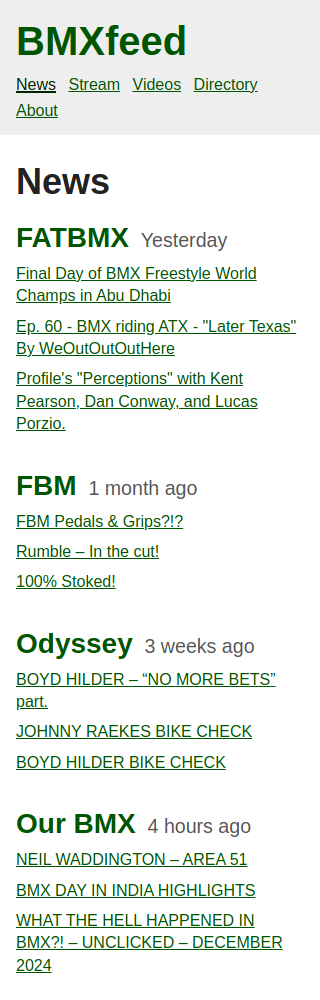 BMXfeed
News Stream Videos Directory
About
News
FATBMX Yesterday
Final Day of BMX Freestyle World
Champs in Abu Dhabi
Ep. 60 - BMX riding ATX - "Later Texas"
By WeOutOutOutHere
Profile's "Perceptions" with Kent
Pearson, Dan Conway, and Lucas
Porzio.
FBM 1 month ago
FBM Pedals & Grips?!?
Rumble – In the cut!
100% Stoked!
Odyssey 3 weeks ago
BOYD HILDER – “NO MORE BETS”
part.
JOHNNY RAEKES BIKE CHECK
BOYD HILDER BIKE CHECK
Our BMX 4 hours ago
NEIL WADDINGTON – AREA 51
BMX DAY IN INDIA HIGHLIGHTS
WHAT THE HELL HAPPENED IN
BMX?! – UNCLICKED – DECEMBER
2024